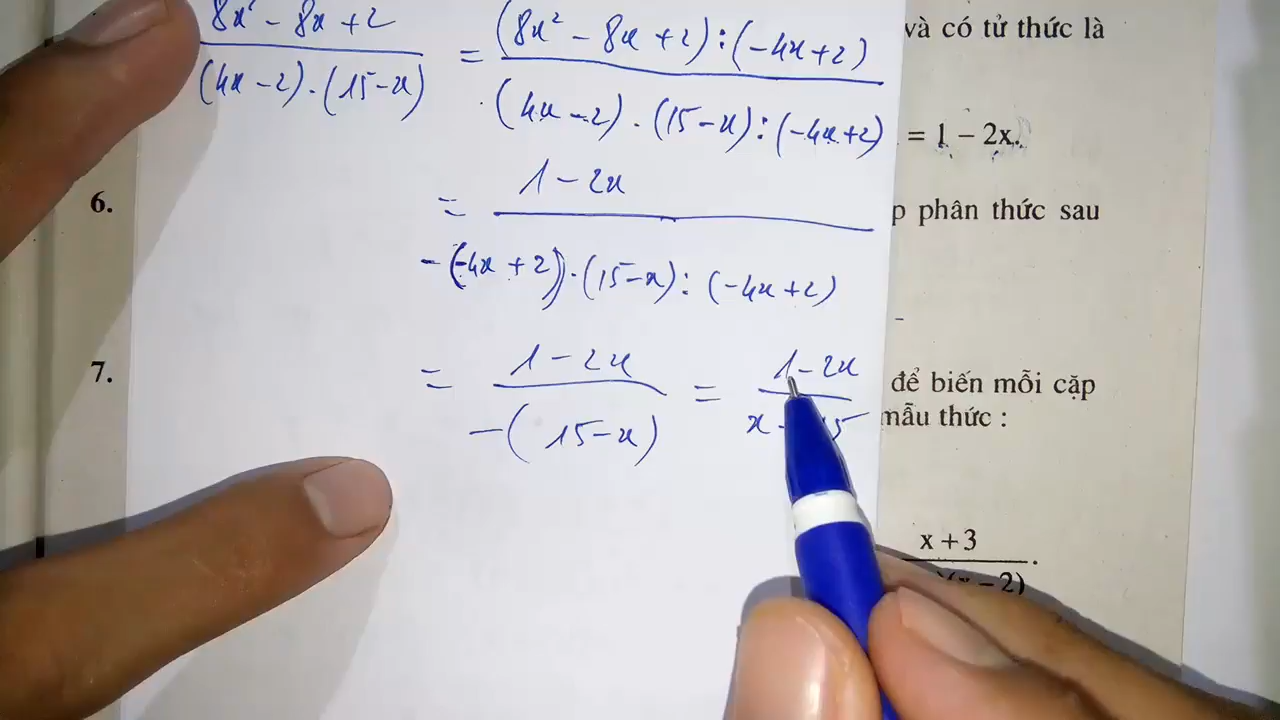 8x² - 8x + 2 / (4x - 2).(15-x) = (8x² - 8x + 2):(-4x+2) / (4x - 2).(15-x):(-4x+2)
và có tử thức là
= 1 – 2x.
= 1 - 2x / -(-4x + 2).(15-x):(-4x+2)
6.
p phân thức sau
= 1 - 2x / -(15-x) = 1 - 2x / x - 15
7.
để biến mỗi cặp
mẫu thức :
x + 3
(x – 2)